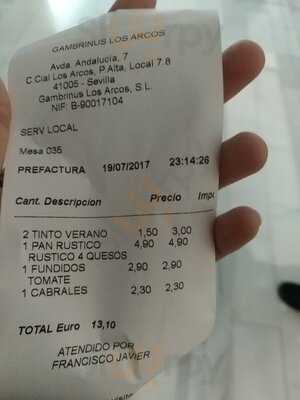 GAMBRINUS LOS ARCOS
Avda. Andalucía, 7
C.Cial Los Arcos, P.Alta, Local 7.8
41005 - Sevilla
Gambrinus Los Arcos, S.L.
NIF: B-90017104
SERV LOCAL
Mesa 035
PREFACTURA 19/07/2017 23:14:26
Cant. Descripcion Precio Impo
2 TINTO VERANO 1,50 3,00
1 PAN RUSTICO 4,90 4,90
RUSTICO 4 QUESOS
1 FUNDIDOS 2,90 2,90
TOMATE
1 CABRALES 2,30 2,30
TOTAL Euro 13,10
ATENDIDO POR
FRANCISCO JAVIER